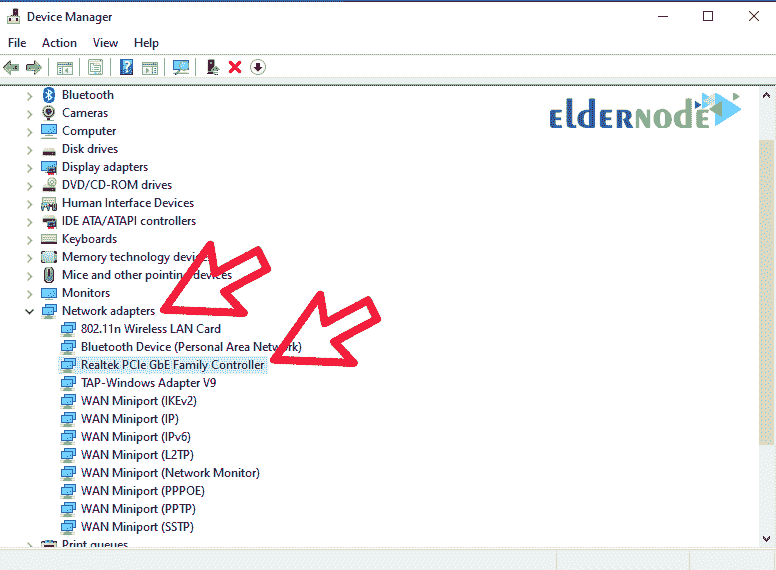 Device Manager
File Action View Help
ELDERNODE
Bluetooth
Cameras
Computer
Disk drives
Display adapters
DVD/CD-ROM drives
Human Interface Devices
IDE ATA/ATAPI controllers
Keyboards
Memory technology devices
Mice and other pointing devices
Monitors
Network adapters
802.11n Wireless LAN Card
Bluetooth Device (Personal Area Network)
Realtek PCIe GbE Family Controller
TAP-Windows Adapter V9
WAN Miniport (IKEv2)
WAN Miniport (IP)
WAN Miniport (IPv6)
WAN Miniport (L2TP)
WAN Miniport (Network Monitor)
WAN Miniport (PPPOE)
WAN Miniport (PPTP)
WAN Miniport (SSTP)
Print queues